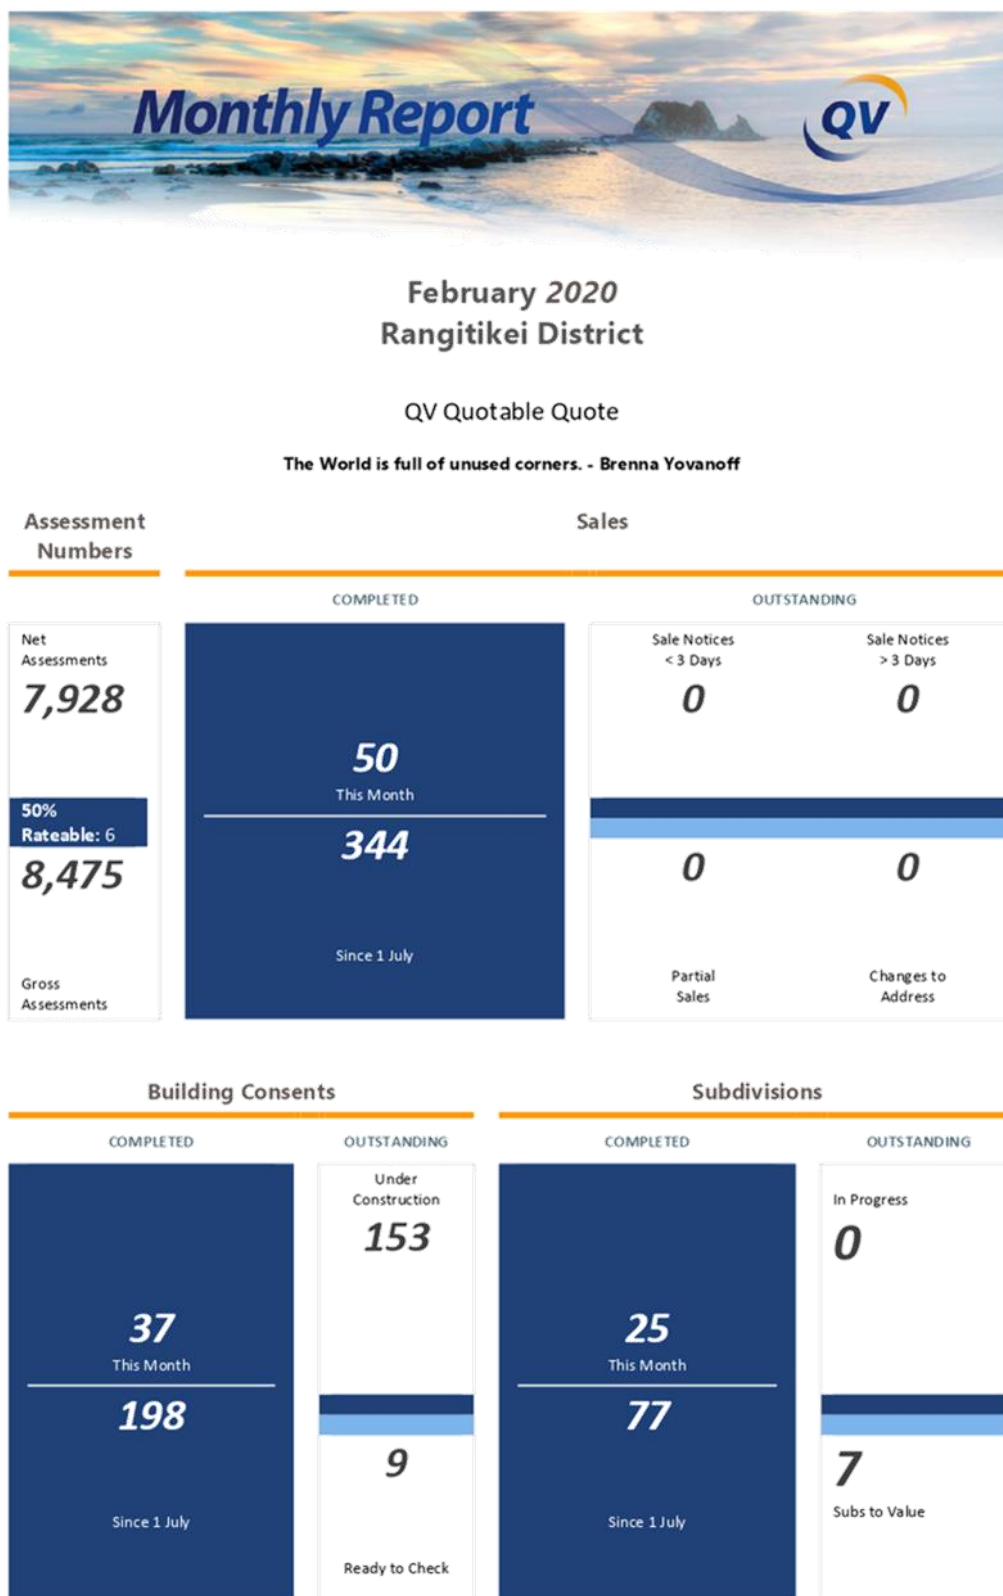 Monthly Report
QV
February 2020
Rangitikei District
QV Quotable Quote
The World is full of unused corners. - Brenna Yovanoff
Assessment
Numbers
Net
Assessments
7,928
50%
Rateable: 6
8,475
Gross
Assessments
Sales
COMPLETED
50
This Month
344
Since 1 July
OUTSTANDING
Sale Notices
< 3 Days
0
Sale Notices
> 3 Days
0
0
Partial
Sales
0
Changes to
Address
Building Consents
COMPLETED
37
This Month
198
Since 1 July
OUTSTANDING
Under
Construction
153
9
Ready to Check
Subdivisions
COMPLETED
25
This Month
77
Since 1 July
OUTSTANDING
In Progress
0
7
Subs to Value